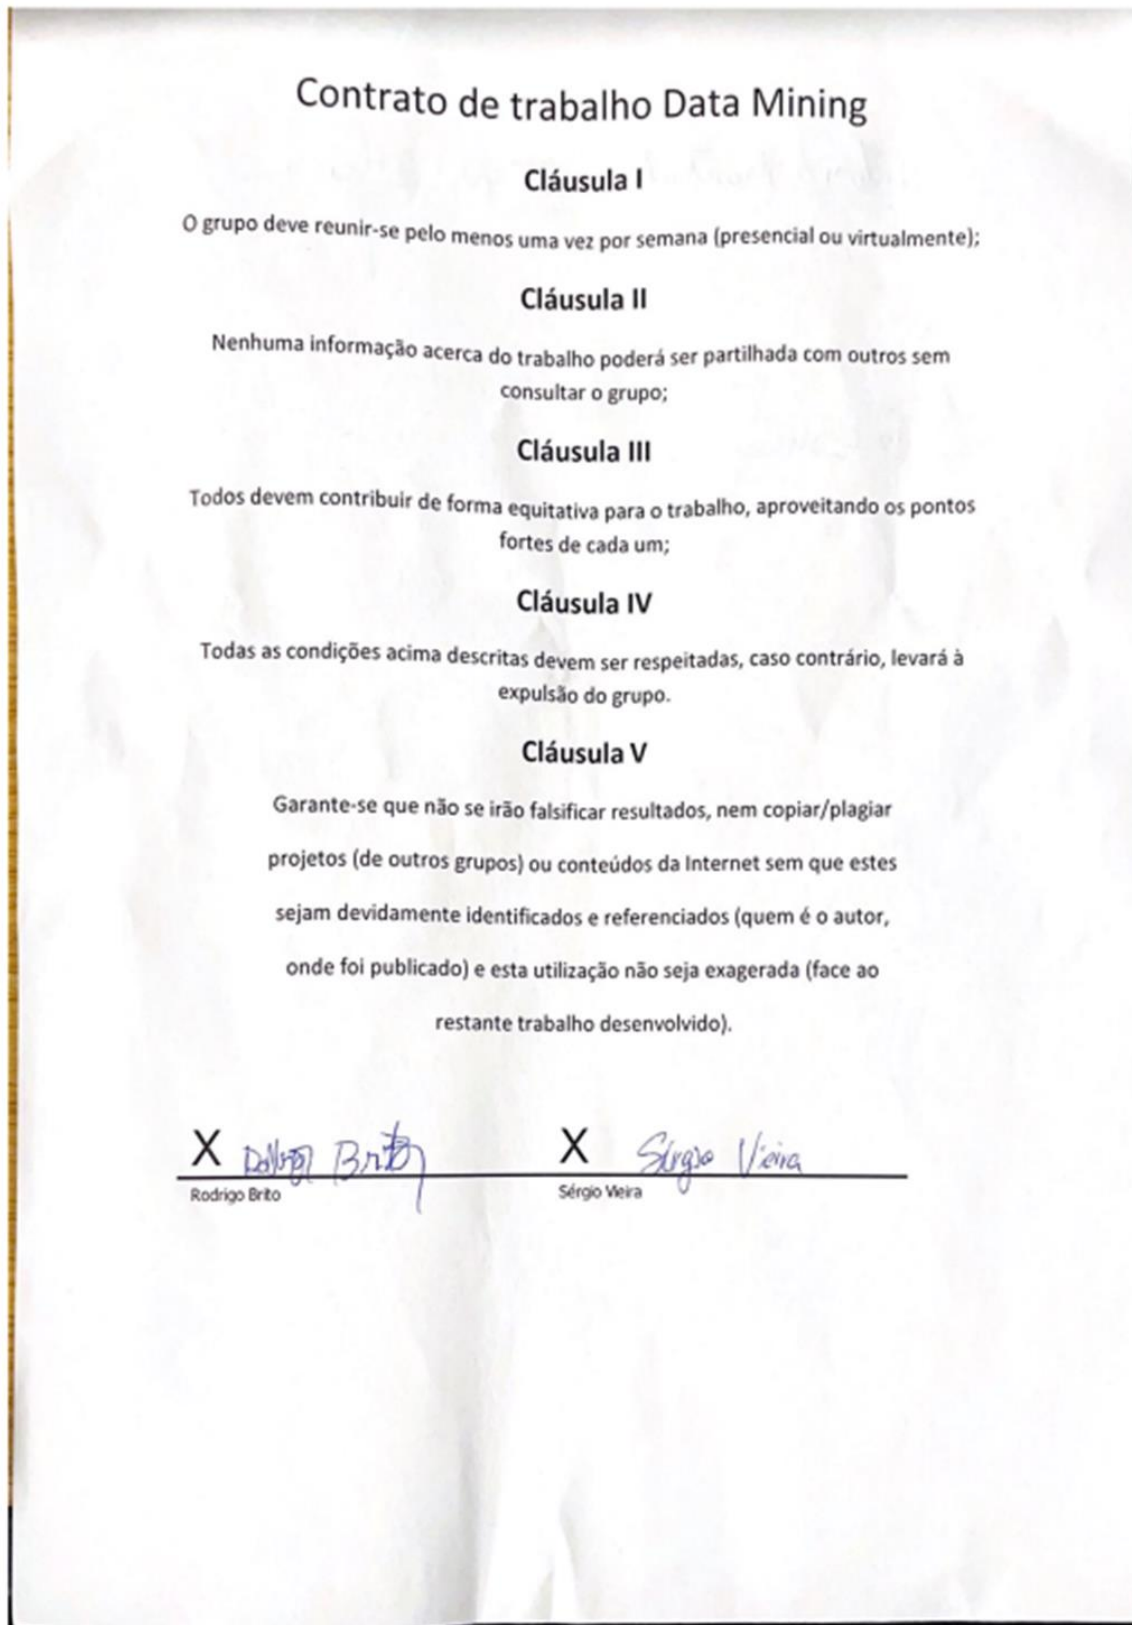 Contrato de trabalho Data Mining
Cláusula I
O grupo deve reunir-se pelo menos uma vez por semana (presencial ou virtualmente);
Cláusula II
Nenhuma informação acerca do trabalho poderá ser partilhada com outros sem
consultar o grupo;
Cláusula III
Todos devem contribuir de forma equitativa para o trabalho, aproveitando os pontos
fortes de cada um;
Cláusula IV
Todas as condições acima descritas devem ser respeitadas, caso contrário, levará à
expulsão do grupo.
Cláusula V
Garante-se que não se irão falsificar resultados, nem copiar/plagiar
projetos (de outros grupos) ou conteúdos da Internet sem que estes
sejam devidamente identificados e referenciados (quem é o autor,
onde foi publicado) e esta utilização não seja exagerada (face ao
restante trabalho desenvolvido).
X Brito X Sérgio Vieira
Rodrigo Brito Sérgio Vieira